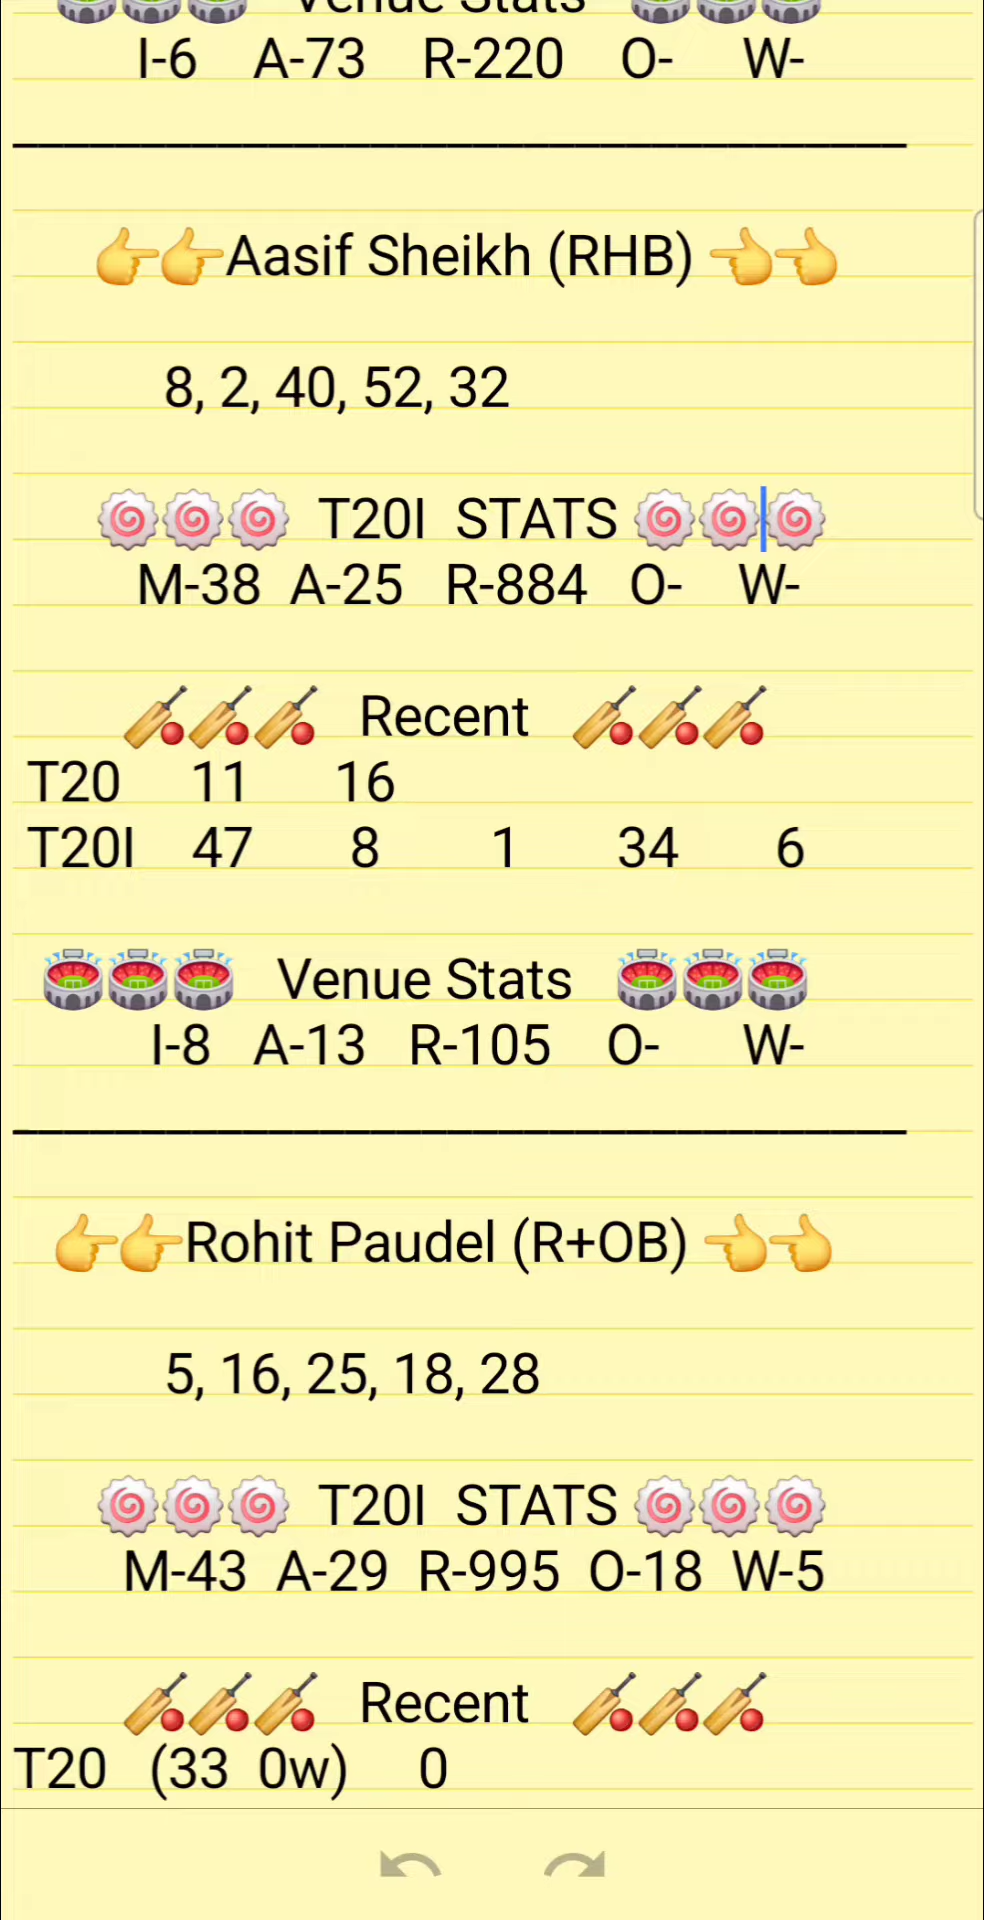 Venue Stats
I-6 A-73 R-220 O- W-
Aasif Sheikh (RHB)
8, 2, 40, 52, 32
T20I STATS
M-38 A-25 R-884 O- W-
Recent
T20 11 16
T20I 47 8 1 34 6
Venue Stats
I-8 A-13 R-105 O- W-
Rohit Paudel (R+OB)
5, 16, 25, 18, 28
T20I STATS
M-43 A-29 R-995 O-18 W-5
Recent
T20 (33 0w) 0